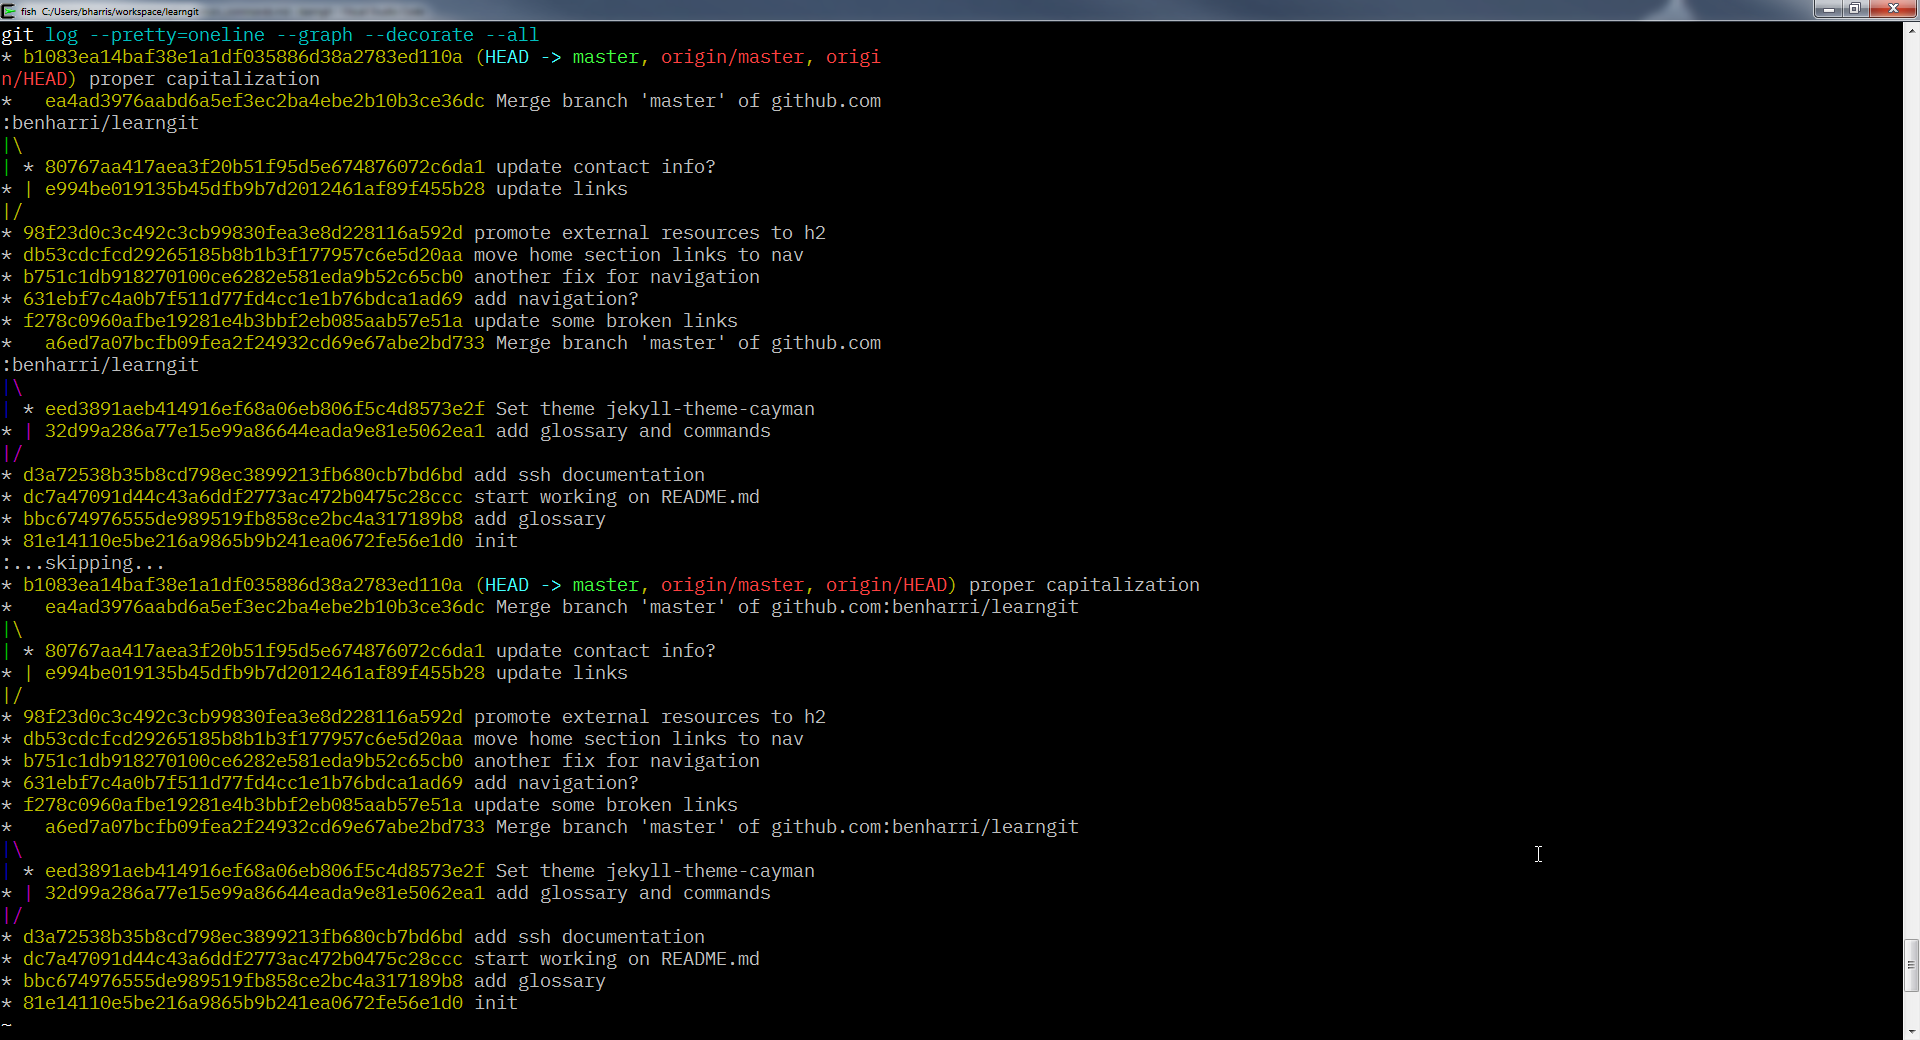 fish  C:/Users/bharris/workspace/learngit
git log --pretty=oneline --graph --decorate --all
* b1083ea14baf38e1a1df035886d38a2783ed110a (HEAD -> master, origin/master, origi
n/HEAD) proper capitalization
*   ea4ad3976aabd6a5ef3ec2ba4ebe2b10b3ce36dc Merge branch 'master' of github.com
:benharri/learngit
|\
| * 80767aa417aea3f20b51f95d5e674876072c6da1 update contact info?
* | e994be019135b45dfb9b7d2012461af89f455b28 update links
|/
* 98f23d0c3c492c3cb99830fea3e8d228116a592d promote external resources to h2
* db53cdcfcd29265185b8b1b3f177957c6e5d20aa move home section links to nav
* b751c1db918270100ce6282e581eda9b52c65cb0 another fix for navigation
* 631ebf7c4a0b7f511d77fd4cc1e1b76bdca1ad69 add navigation?
* f278c0960afbe19281e4b3bbf2eb085aab57e51a update some broken links
*   a6ed7a07bcfb09fea2f24932cd69e67abe2bd733 Merge branch 'master' of github.com
:benharri/learngit
|\
| * eed3891aeb414916ef68a06eb806f5c4d8573e2f Set theme jekyll-theme-cayman
* | 32d99a286a77e15e99a86644eada9e81e5062ea1 add glossary and commands
|/
* d3a72538b35b8cd798ec3899213fb680cb7bd6bd add ssh documentation
* dc7a47091d44c43a6ddf2773ac472b0475c28ccc start working on README.md
* bbc674976555de989519fb858ce2bc4a317189b8 add glossary
* 81e14110e5be216a9865b9b241ea0672fe56e1d0 init
:...skipping...
* b1083ea14baf38e1a1df035886d38a2783ed110a (HEAD -> master, origin/master, origin/HEAD) proper capitalization
*   ea4ad3976aabd6a5ef3ec2ba4ebe2b10b3ce36dc Merge branch 'master' of github.com:benharri/learngit
|\
| * 80767aa417aea3f20b51f95d5e674876072c6da1 update contact info?
* | e994be019135b45dfb9b7d2012461af89f455b28 update links
|/
* 98f23d0c3c492c3cb99830fea3e8d228116a592d promote external resources to h2
* db53cdcfcd29265185b8b1b3f177957c6e5d20aa move home section links to nav
* b751c1db918270100ce6282e581eda9b52c65cb0 another fix for navigation
* 631ebf7c4a0b7f511d77fd4cc1e1b76bdca1ad69 add navigation?
* f278c0960afbe19281e4b3bbf2eb085aab57e51a update some broken links
*   a6ed7a07bcfb09fea2f24932cd69e67abe2bd733 Merge branch 'master' of github.com:benharri/learngit
|\
| * eed3891aeb414916ef68a06eb806f5c4d8573e2f Set theme jekyll-theme-cayman
* | 32d99a286a77e15e99a86644eada9e81e5062ea1 add glossary and commands
|/
* d3a72538b35b8cd798ec3899213fb680cb7bd6bd add ssh documentation
* dc7a47091d44c43a6ddf2773ac472b0475c28ccc start working on README.md
* bbc674976555de989519fb858ce2bc4a317189b8 add glossary
* 81e14110e5be216a9865b9b241ea0672fe56e1d0 init
~